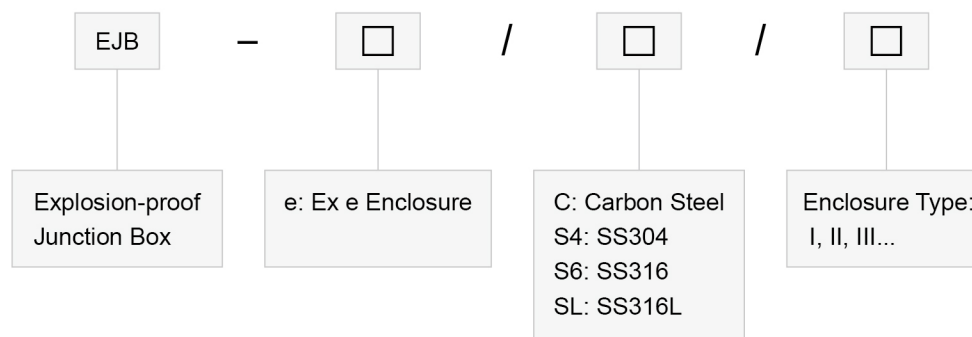 EJB – □ / □ / □
Explosion-proof
Junction Box
e: Ex e Enclosure
C: Carbon Steel
S4: SS304
S6: SS316
SL: SS316L
Enclosure Type:
I, II, III...